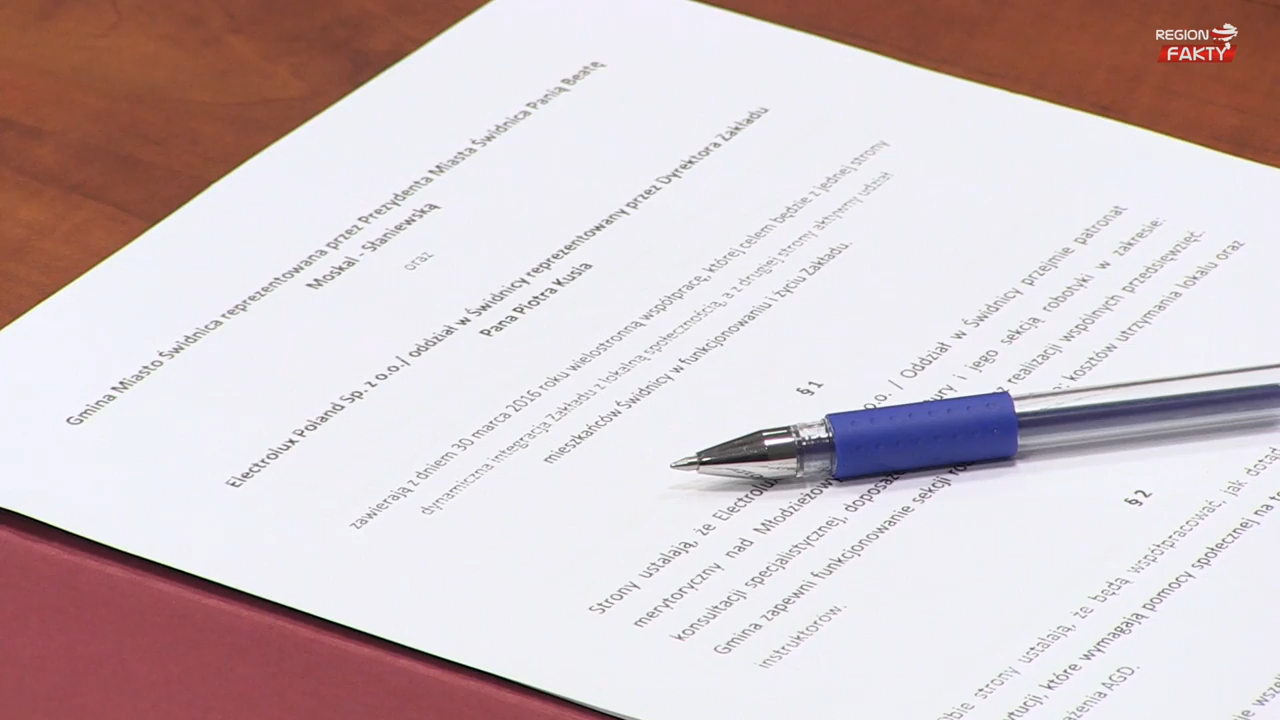 REGION
FAKTY
Gmina Miasto Świdnica reprezentowana przez Prezydenta Miasta Świdnica Panią Beatę
Moskal - Słaniewską
oraz
Electrolux Poland Sp. z o.o./ oddział w Świdnicy reprezentowany przez Dyrektora Zakładu
Pana Piotra Kusia
zawierają z dniem 30 marca 2016 roku wielostronną współpracę, której celem będzie z jednej strony
dynamiczna integracja Zakładu z lokalną społecznością, a z drugiej strony aktywny udział
mieszkańców Świdnicy w funkcjonowaniu i życiu Zakładu.
§ 1
Strony ustalają, że Electrolux o.o. / Oddział w Świdnicy przejmie patronat
merytoryczny nad i jego sekcją robotyki w zakresie:
konsultacji specjalistycznej, realizacji wspólnych przedsięwzięć.
Gmina zapewni funkcjonowanie sekcji kosztów utrzymania lokalu oraz
instruktorów.
§ 2
strony ustalają, że będą współpracować, jak dotąd
które wymagają pomocy społecznej na
AGD.